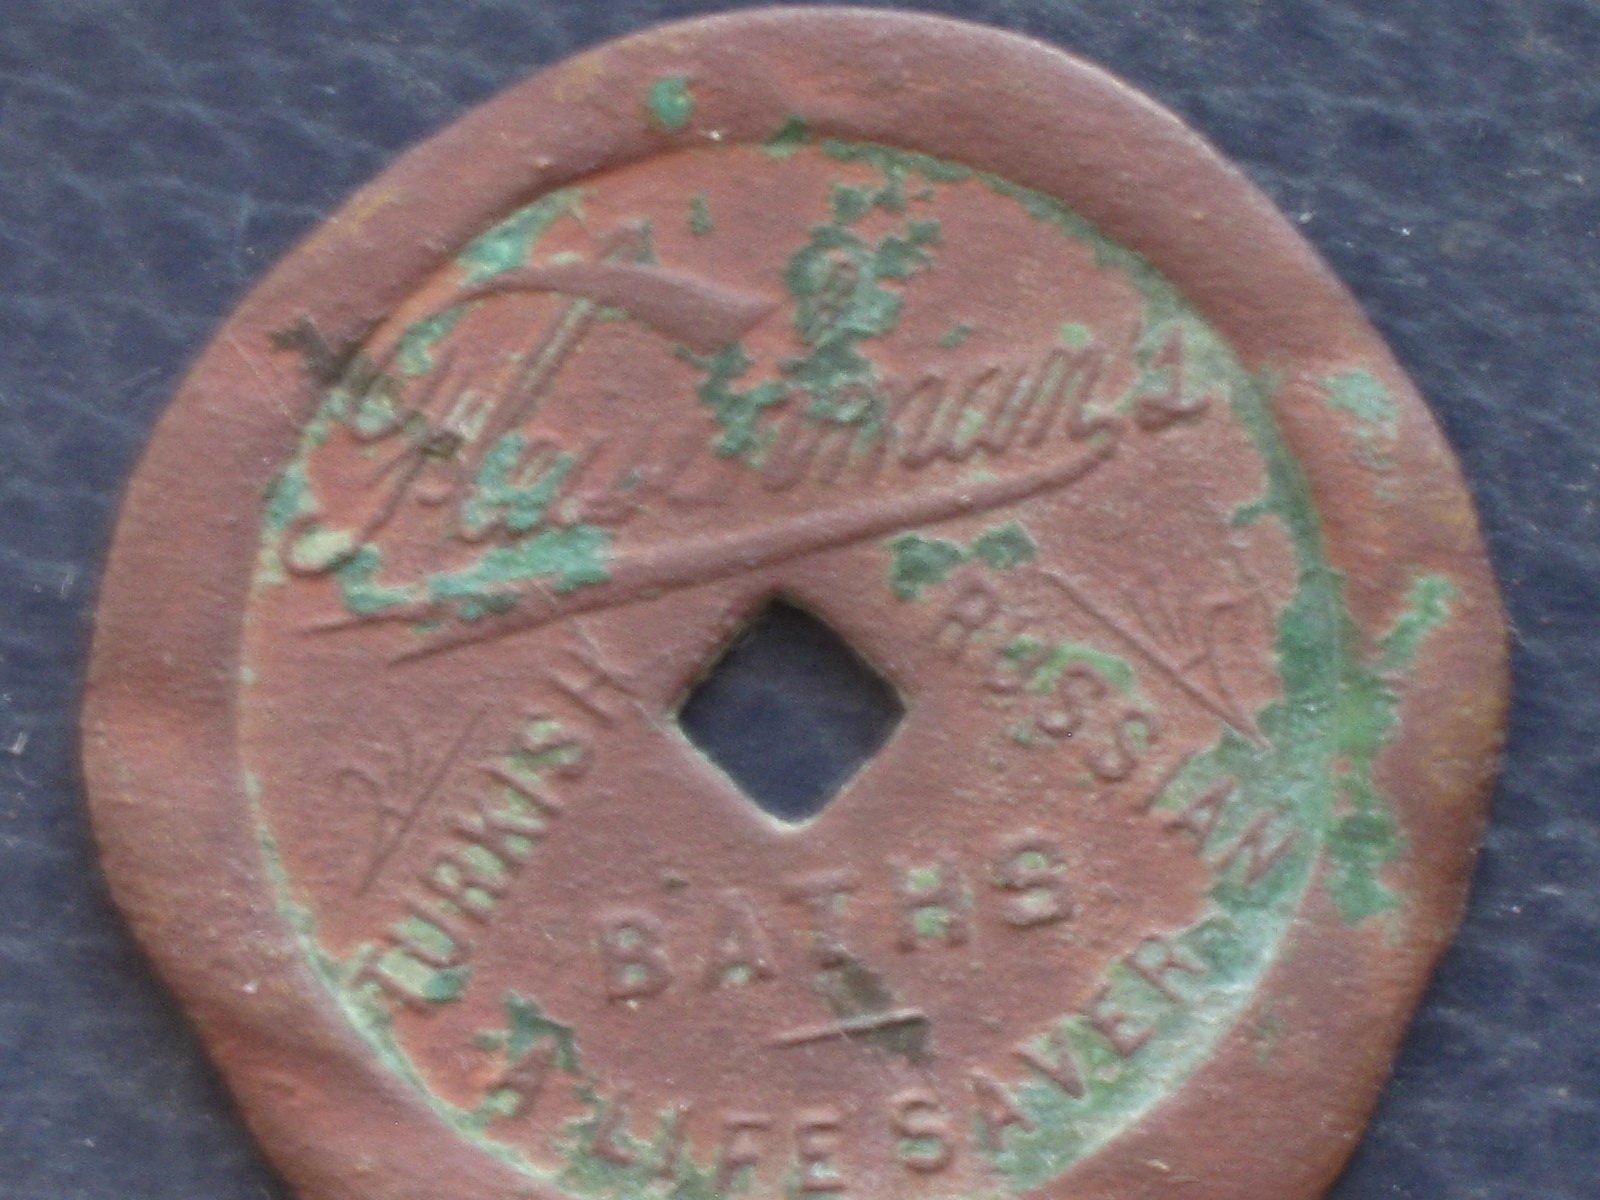 TURKISH
RUSSIAN
BATHS
A LIFE SAVER